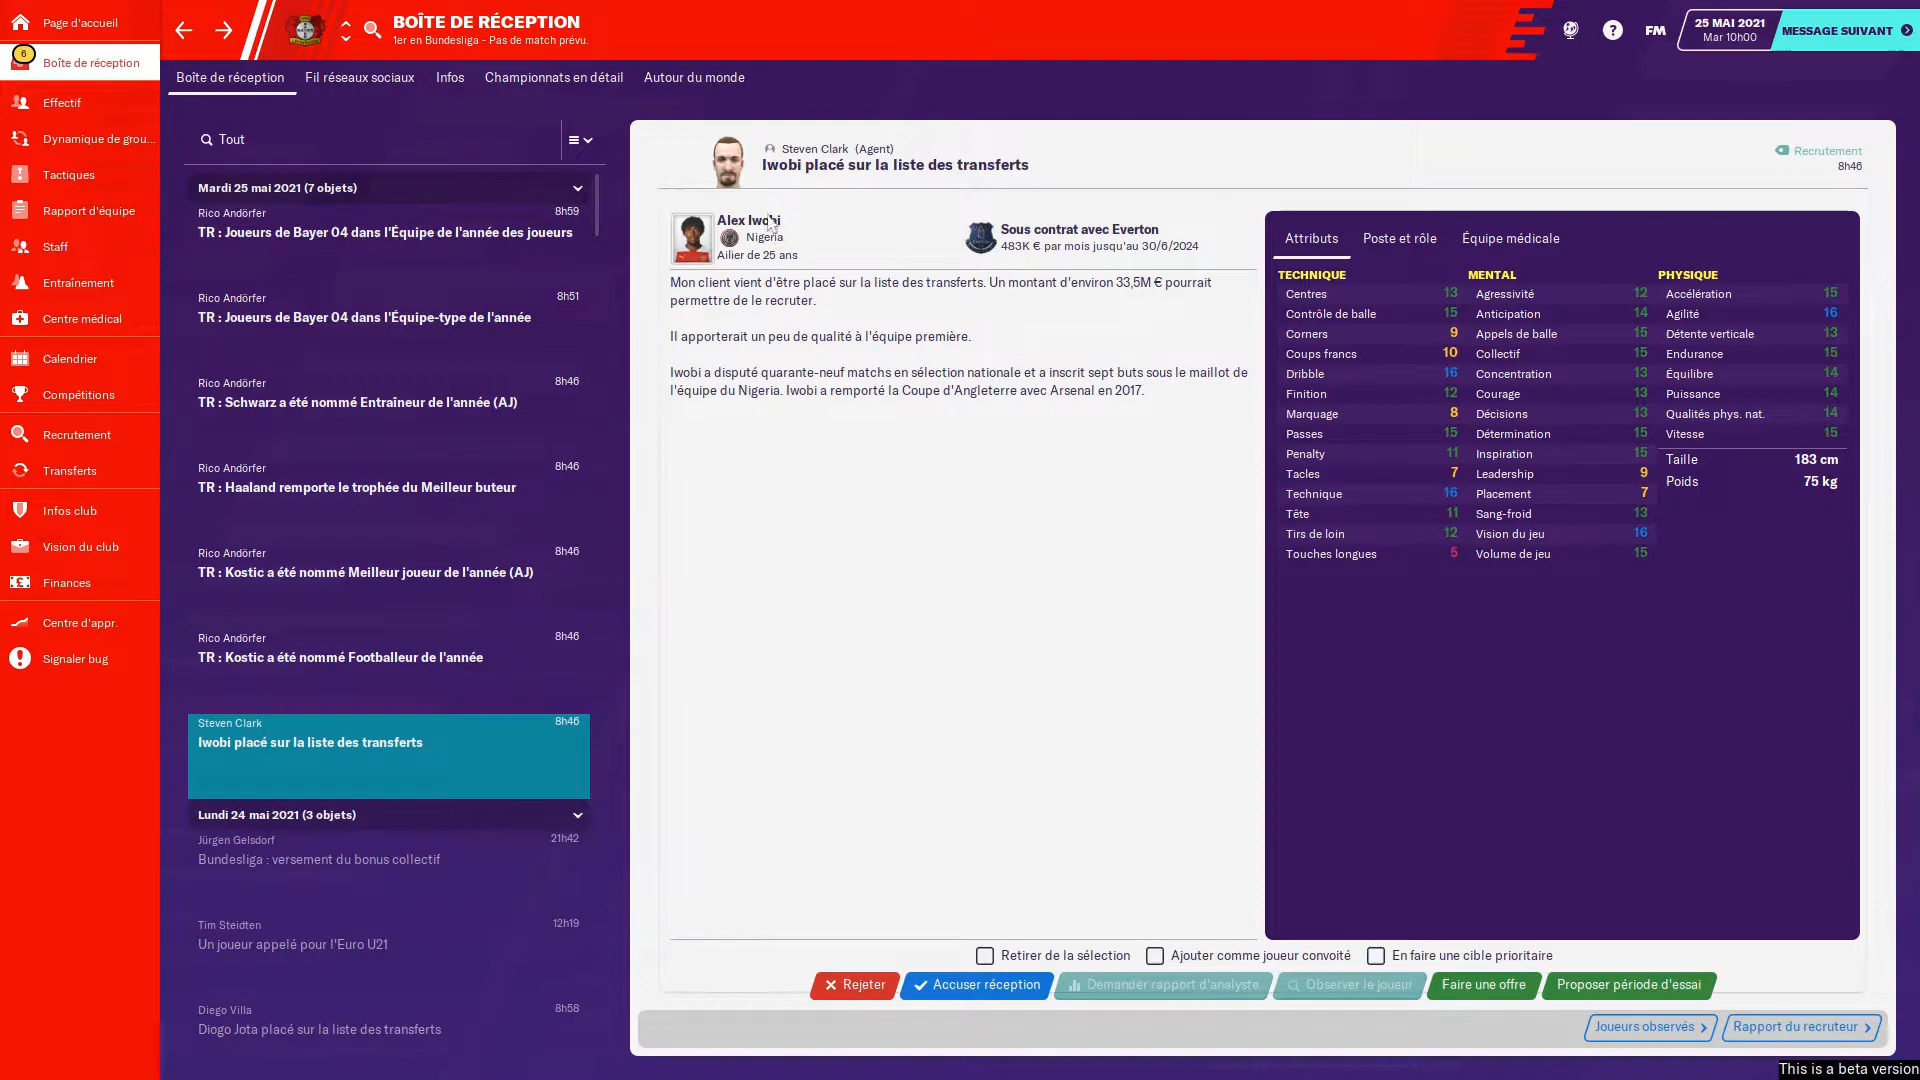 Page d'accueil
6
Boîte de réception
Effectif
Dynamique de grou...
Tactiques
Rapport d'équipe
Staff
Entraînement
Centre médical
Calendrier
Compétitions
Recrutement
Transferts
Infos club
Vision du club
Finances
Centre d'appr.
Signaler bug
BOÎTE DE RÉCEPTION
1er en Bundesliga - Pas de match prévu.
FM
25 MAI 2021
Mar 10h00
MESSAGE SUIVANT
Boîte de réception
Fil réseaux sociaux
Infos
Championnats en détail
Autour du monde
Tout
Mardi 25 mai 2021 (7 objets)
Rico Andörfer 8h59
TR : Joueurs de Bayer 04 dans l'Équipe de l'année des joueurs
Rico Andörfer 8h51
TR : Joueurs de Bayer 04 dans l'Équipe-type de l'année
Rico Andörfer 8h46
TR : Schwarz a été nommé Entraîneur de l'année (AJ)
Rico Andörfer 8h46
TR : Haaland remporte le trophée du Meilleur buteur
Rico Andörfer 8h46
TR : Kostic a été nommé Meilleur joueur de l'année (AJ)
Rico Andörfer 8h46
TR : Kostic a été nommé Footballeur de l'année
Steven Clark 8h46
Iwobi placé sur la liste des transferts
Lundi 24 mai 2021 (3 objets)
Jürgen Gelsdorf 21h42
Bundesliga : versement du bonus collectif
Tim Steidten 12h19
Un joueur appelé pour l'Euro U21
Diego Villa 8h58
Diogo Jota placé sur la liste des transferts
Steven Clark (Agent)
Iwobi placé sur la liste des transferts
Recrutement
8h46
Alex Iwobi
Nigeria
Ailier de 25 ans
Sous contrat avec Everton
483K € par mois jusqu'au 30/6/2024
Mon client vient d'être placé sur la liste des transferts. Un montant d'environ 33,5M € pourrait
permettre de le recruter.
Il apporterait un peu de qualité à l'équipe première.
Iwobi a disputé quarante-neuf matchs en sélection nationale et a inscrit sept buts sous le maillot de
l'équipe du Nigeria. Iwobi a remporté la Coupe d'Angleterre avec Arsenal en 2017.
Attributs
Poste et rôle
Équipe médicale
TECHNIQUE
Centres 13
Contrôle de balle 15
Corners 9
Coups francs 10
Dribble 16
Finition 12
Marquage 8
Passes 15
Penalty 11
Tacles 7
Technique 16
Tête 11
Tirs de loin 12
Touches longues 5
MENTAL
Agressivité 12
Anticipation 14
Appels de balle 15
Collectif 15
Concentration 13
Courage 13
Décisions 13
Détermination 15
Inspiration 15
Leadership 9
Placement 7
Sang-froid 13
Vision du jeu 16
Volume de jeu 15
PHYSIQUE
Accélération 15
Agilité 16
Détente verticale 13
Endurance 15
Équilibre 14
Puissance 14
Qualités phys. nat. 14
Vitesse 15
Taille 183 cm
Poids 75 kg
Retirer de la sélection
Ajouter comme joueur convoité
En faire une cible prioritaire
Rejeter
Accuser réception
Demander rapport d'analyste
Observer le joueur
Faire une offre
Proposer période d'essai
Joueurs observés
Rapport du recruteur
This is a beta version